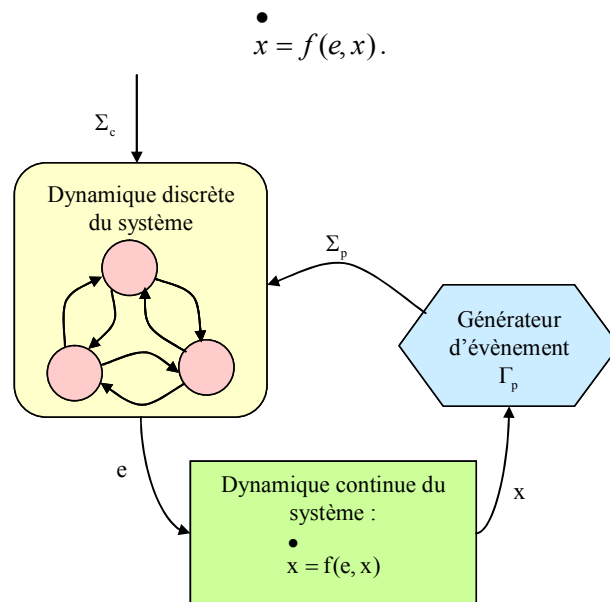 ẋ = f(e, x).
Σc
Dynamique discrète
du système
Σp
Générateur
d'évènement
Γp
e
x
Dynamique continue du
système :
ẋ = f(e, x)